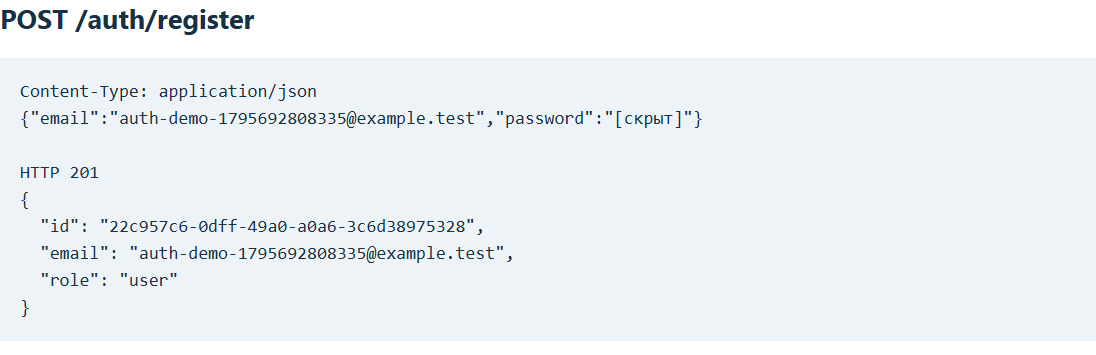 POST /auth/register
Content-Type: application/json
{"email":"auth-demo-1795692808335@example.test","password":"[скрыт]"}
HTTP 201
{
"id": "22c957c6-0dff-49a0-a0a6-3c6d38975328",
"email": "auth-demo-1795692808335@example.test",
"role": "user"
}